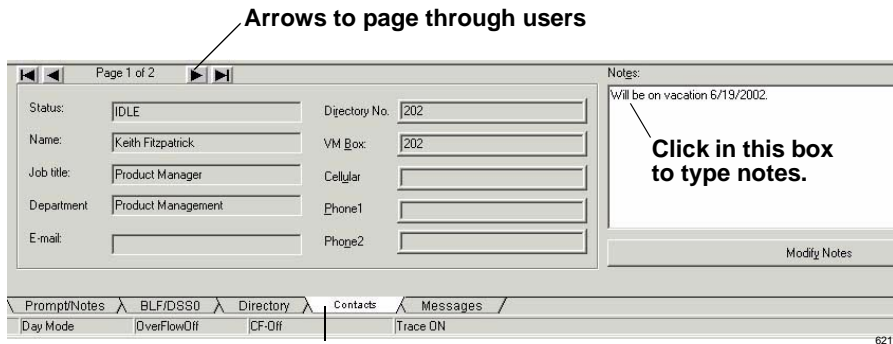 Arrows to page through users
Page 1 of 2
Notes:
Status:
IDLE
Directory No.
202
Will be on vacation 6/19/2002.
Name:
Keith Fitzpatrick
VM Box:
202
Click in this box
to type notes.
Job title:
Product Manager
Cellular
Department
Product Management
Phone1
E-mail:
Phone2
Modify Notes
Prompt/Notes
BLF/DSS0
Directory
Contacts
Messages
Day Mode
OverFlowOff
CF-Off
Trace ON
621